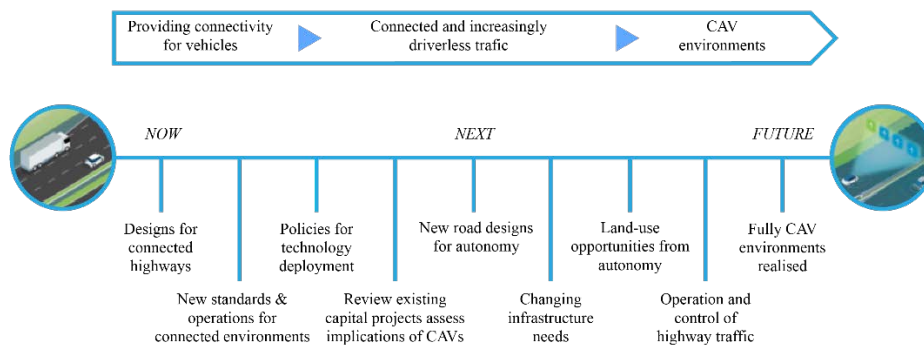 Providing connectivity
for vehicles
Connected and increasingly
driverless trafic
CAV
environments
NOW
NEXT
FUTURE
Designs for
connected
highways
New standards &
operations for
connected environments
Policies for
technology
deployment
Review existing
capital projects assess
implications of CAVs
New road designs
for autonomy
Changing
infrastructure
needs
Land-use
opportunities from
autonomy
Operation and
control of
highway traffic
Fully CAV
environments
realised